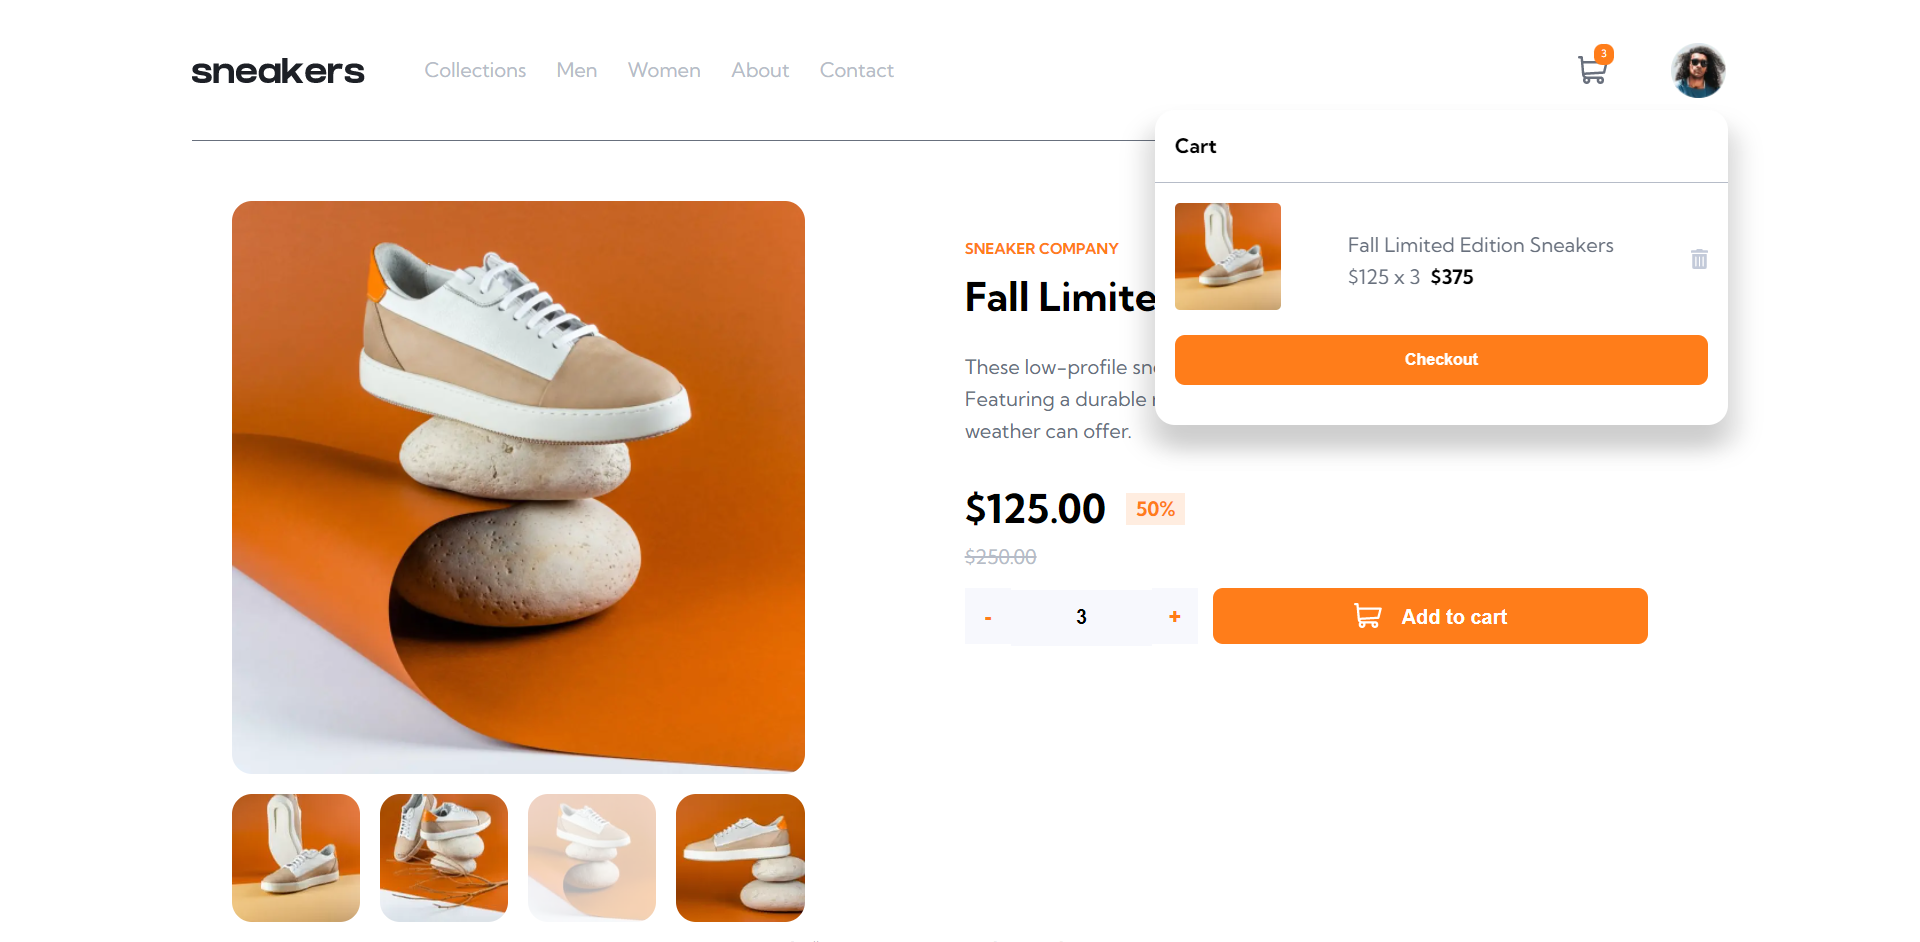 sneakers
Collections Men Women About Contact
3
Cart
Fall Limited Edition Sneakers
$125 x 3 $375
Checkout
SNEAKER COMPANY
Fall Limite
These low-profile
Featuring a durable
weather can offer.
$125.00 50%
$250.00
- 3 +
Add to cart